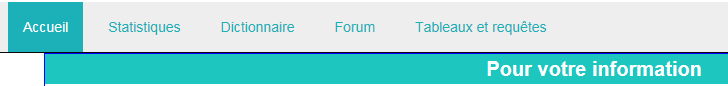 Accueil Statistiques Dictionnaire Forum Tableaux et requêtes
Pour votre information